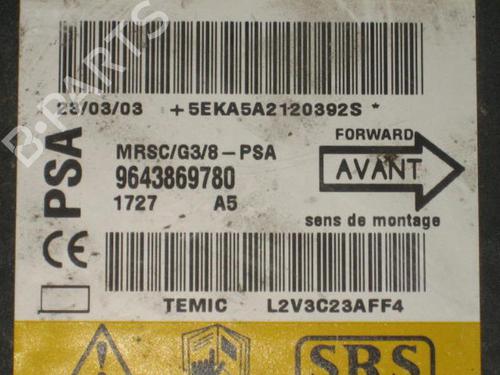 23/03/03 +5EKA5A2120392S *
PSA
MRSC/G3/8-PSA
9643869780
1727 A5
FORWARD
AVANT
sens de montage
CE
TEMIC L2V3C23AFF4
SRS
B-PARTS